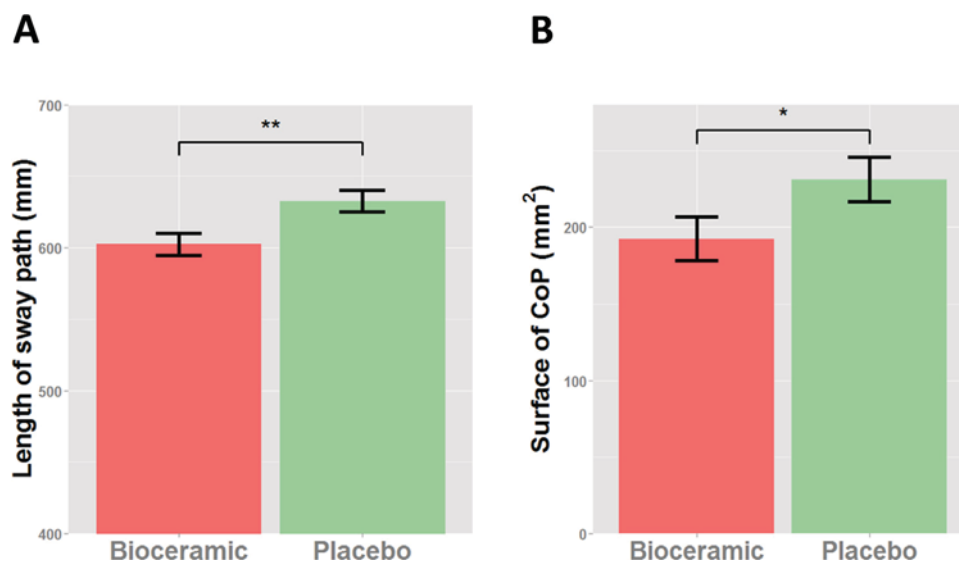 A
B
Length of sway path (mm)
700
600
500
400
**
Bioceramic
Placebo
Surface of CoP (mm²)
200
100
0
*
Bioceramic
Placebo